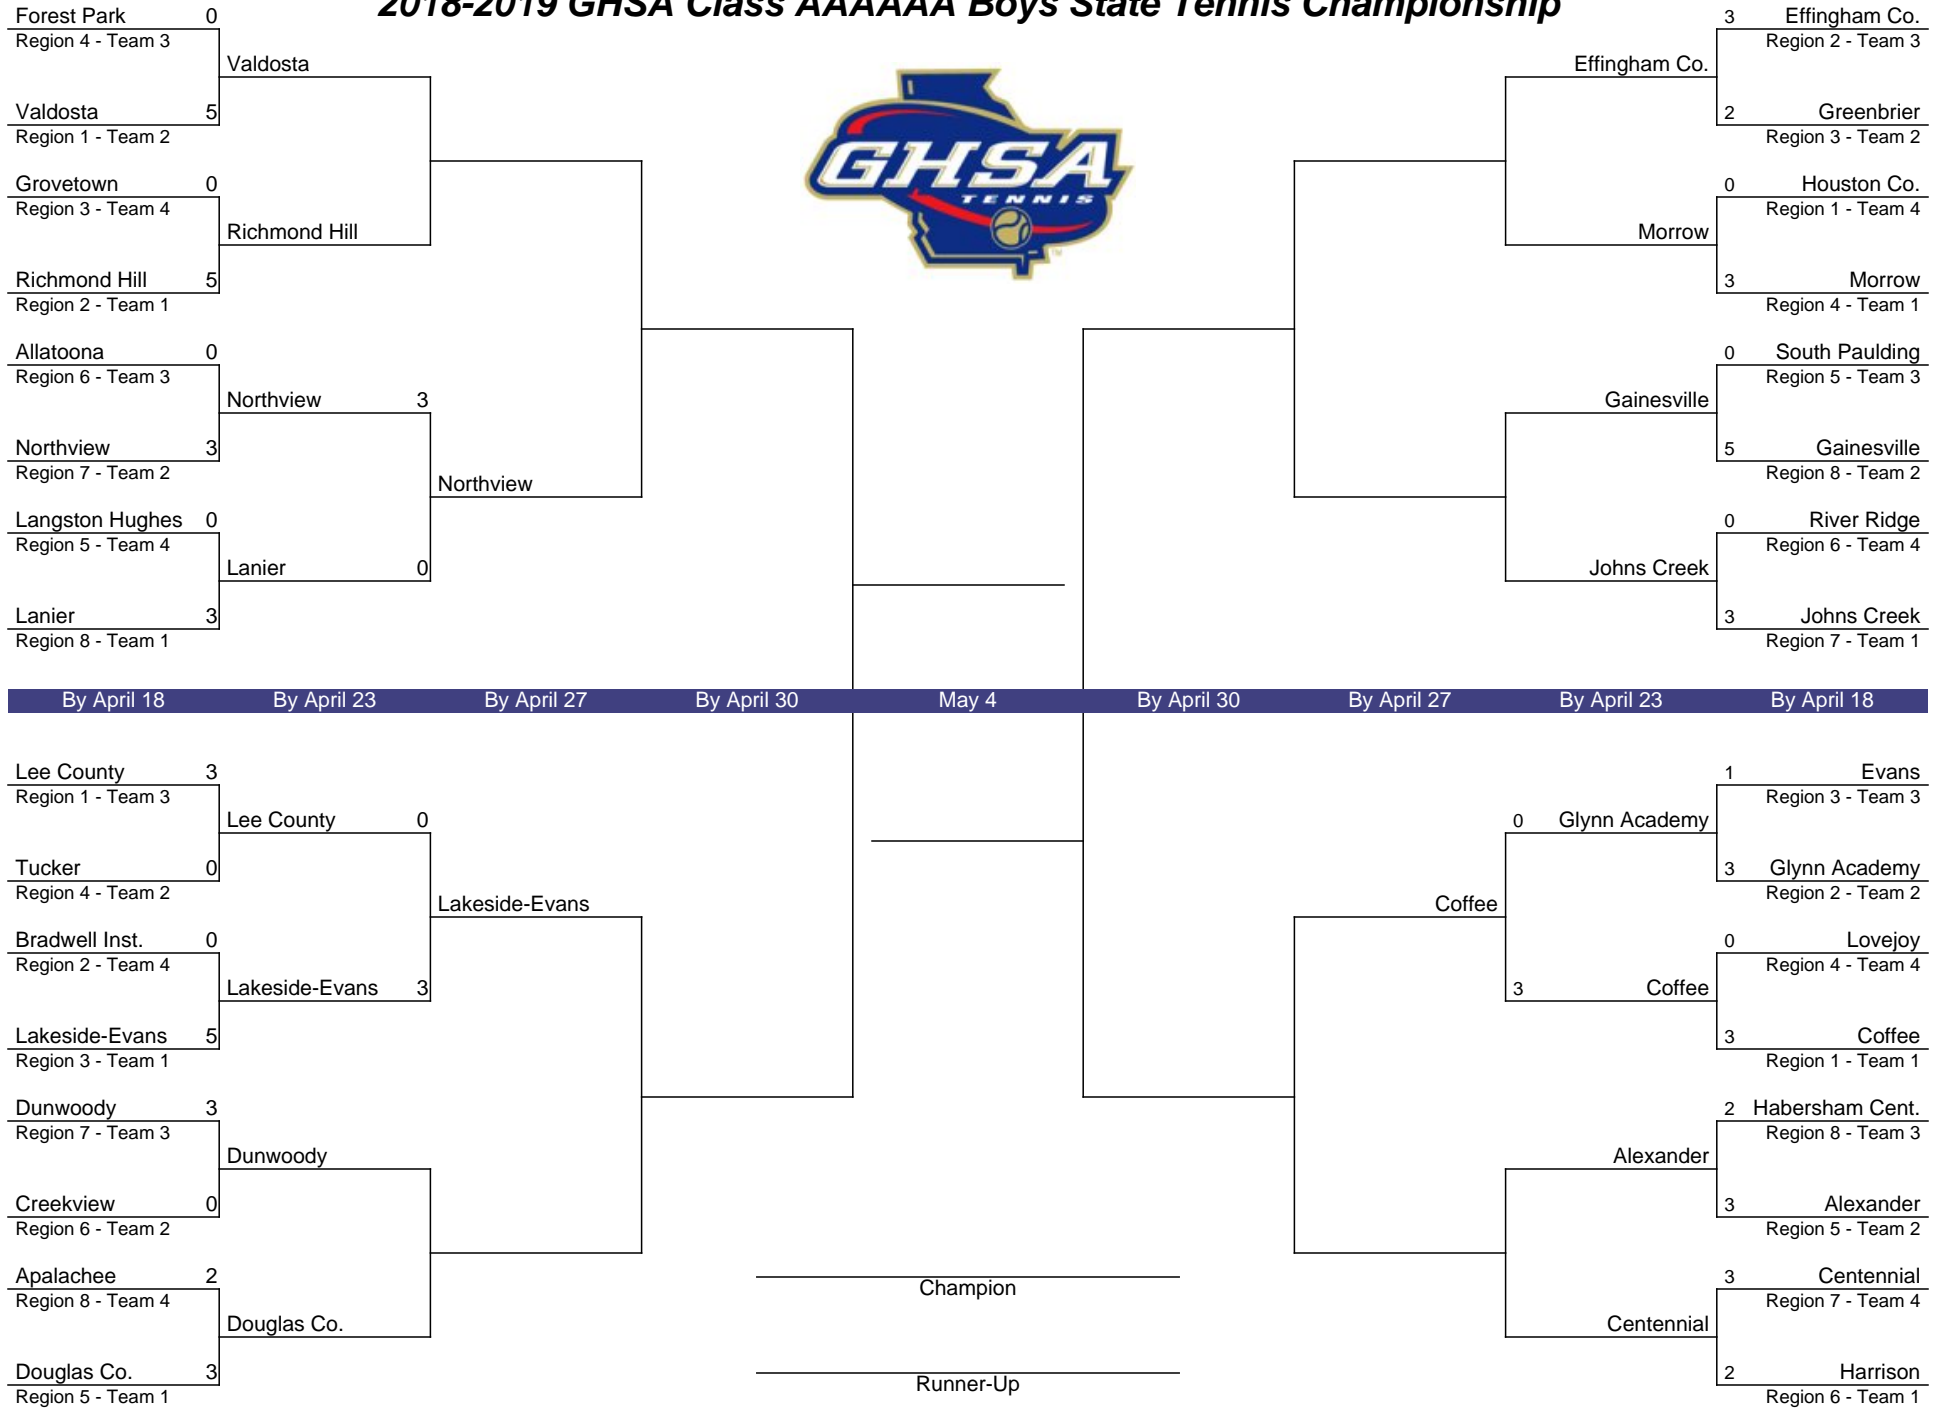 2018-2019 GHSA Class AAAAAA Boys State Tennis Championship
Forest Park 0
Region 4 - Team 3
Valdosta
Valdosta 5
Region 1 - Team 2
Grovetown 0
Region 3 - Team 4
Richmond Hill
Richmond Hill 5
Region 2 - Team 1
Allatoona 0
Region 6 - Team 3
Northview 3
Northview 3
Region 7 - Team 2
Northview
Langston Hughes 0
Region 5 - Team 4
Lanier 0
Lanier 3
Region 8 - Team 1
GHSA
TENNIS
TM
3 Effingham Co.
Region 2 - Team 3
Effingham Co.
2 Greenbrier
Region 3 - Team 2
0 Houston Co.
Region 1 - Team 4
Morrow
3 Morrow
Region 4 - Team 1
0 South Paulding
Region 5 - Team 3
Gainesville
5 Gainesville
Region 8 - Team 2
0 River Ridge
Region 6 - Team 4
Johns Creek
3 Johns Creek
Region 7 - Team 1
By April 18 By April 23 By April 27 By April 30 May 4 By April 30 By April 27 By April 23 By April 18
Lee County 3
Region 1 - Team 3
Lee County 0
Tucker 0
Region 4 - Team 2
Lakeside-Evans
Bradwell Inst. 0
Region 2 - Team 4
Lakeside-Evans 3
Lakeside-Evans 5
Region 3 - Team 1
Dunwoody 3
Region 7 - Team 3
Dunwoody
Creekview 0
Region 6 - Team 2
Apalachee 2
Region 8 - Team 4
Douglas Co.
Douglas Co. 3
Region 5 - Team 1
Champion
Runner-Up
1 Evans
Region 3 - Team 3
0 Glynn Academy
3 Glynn Academy
Region 2 - Team 2
Coffee
0 Lovejoy
Region 4 - Team 4
3 Coffee
3 Coffee
Region 1 - Team 1
2 Habersham Cent.
Region 8 - Team 3
Alexander
3 Alexander
Region 5 - Team 2
3 Centennial
Region 7 - Team 4
Centennial
2 Harrison
Region 6 - Team 1